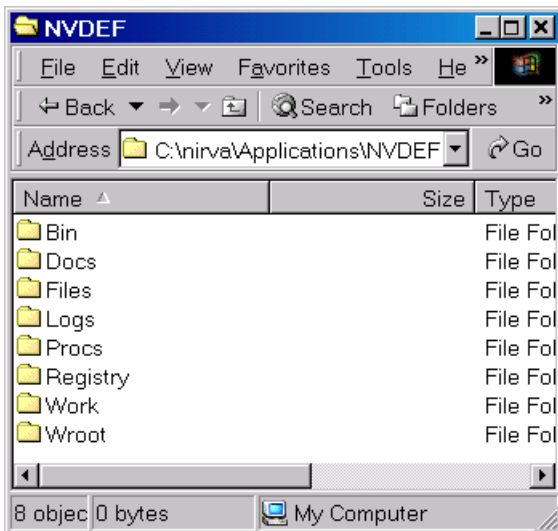 NVDEF
File Edit View Favorites Tools He »
Back Search Folders »
Address C:\nirva\Applications\NVDEF Go
Name Size Type
Bin File Fol
Docs File Fol
Files File Fol
Logs File Fol
Procs File Fol
Registry File Fol
Work File Fol
Wroot File Fol
8 objec 0 bytes My Computer